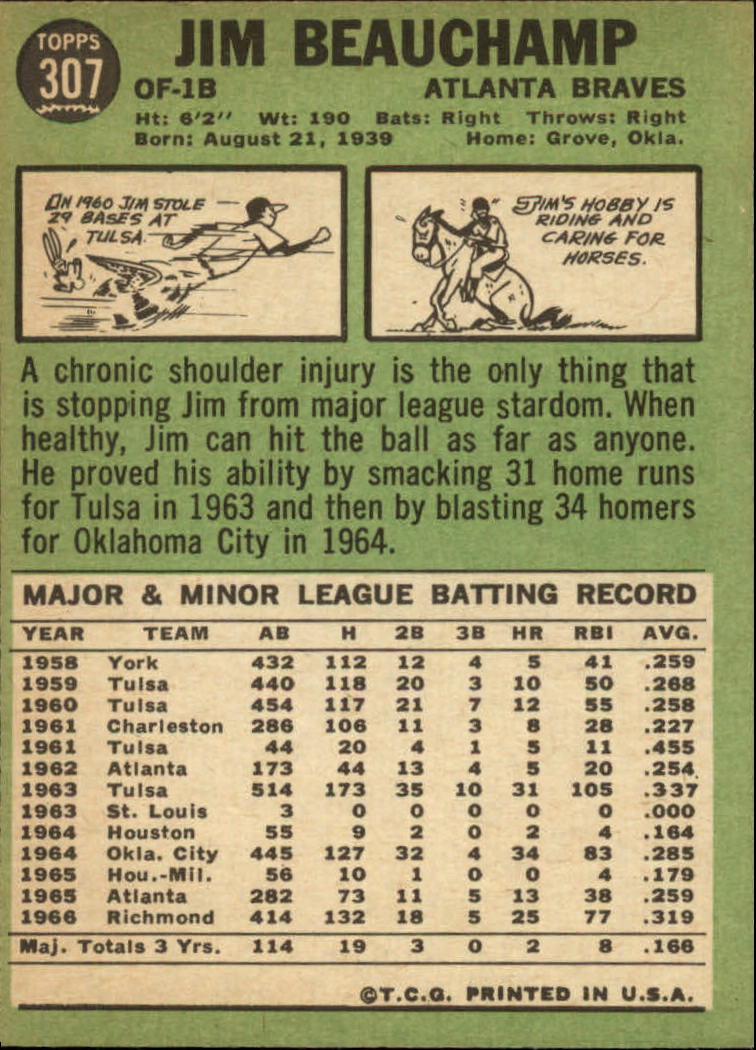 TOPPS
307
JIM BEAUCHAMP
OF-1B ATLANTA BRAVES
Ht: 6'2" Wt: 190 Bats: Right Throws: Right
Born: August 21, 1939 Home: Grove, Okla.
IN 1960 JIM STOLE
29 BASES AT
TULSA.
JIM'S HOBBY IS
RIDING AND
CARING FOR
HORSES.
A chronic shoulder injury is the only thing that
is stopping Jim from major league stardom. When
healthy, Jim can hit the ball as far as anyone.
He proved his ability by smacking 31 home runs
for Tulsa in 1963 and then by blasting 34 homers
for Oklahoma City in 1964.
MAJOR & MINOR LEAGUE BATTING RECORD
YEAR TEAM AB H 2B 3B HR RBI AVG.
1958 York 432 112 12 4 5 41 .259
1959 Tulsa 440 118 20 3 10 50 .268
1960 Tulsa 454 117 21 7 12 55 .258
1961 Charleston 286 106 11 3 8 28 .227
1961 Tulsa 44 20 4 1 5 11 .455
1962 Atlanta 173 44 13 4 5 20 .254
1963 Tulsa 514 173 35 10 31 105 .337
1963 St. Louis 3 0 0 0 0 0 .000
1964 Houston 55 9 2 0 2 4 .164
1964 Okla. City 445 127 32 4 34 83 .285
1965 Hou.-Mil. 56 10 1 0 0 4 .179
1965 Atlanta 282 73 11 5 13 38 .259
1966 Richmond 414 132 18 5 25 77 .319
Maj. Totals 3 Yrs. 114 19 3 0 2 8 .166
©T.C.G. PRINTED IN U.S.A.